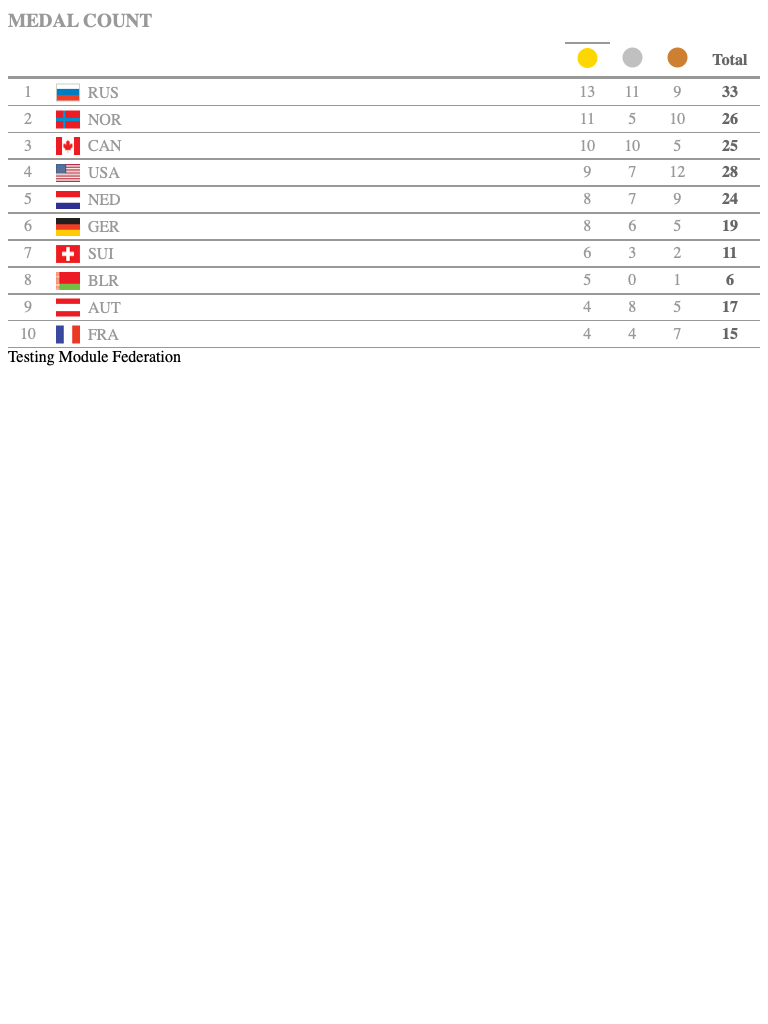 MEDAL COUNT
Total
1 RUS 13 11 9 33
2 NOR 11 5 10 26
3 CAN 10 10 5 25
4 USA 9 7 12 28
5 NED 8 7 9 24
6 GER 8 6 5 19
7 SUI 6 3 2 11
8 BLR 5 0 1 6
9 AUT 4 8 5 17
10 FRA 4 4 7 15
Testing Module Federation